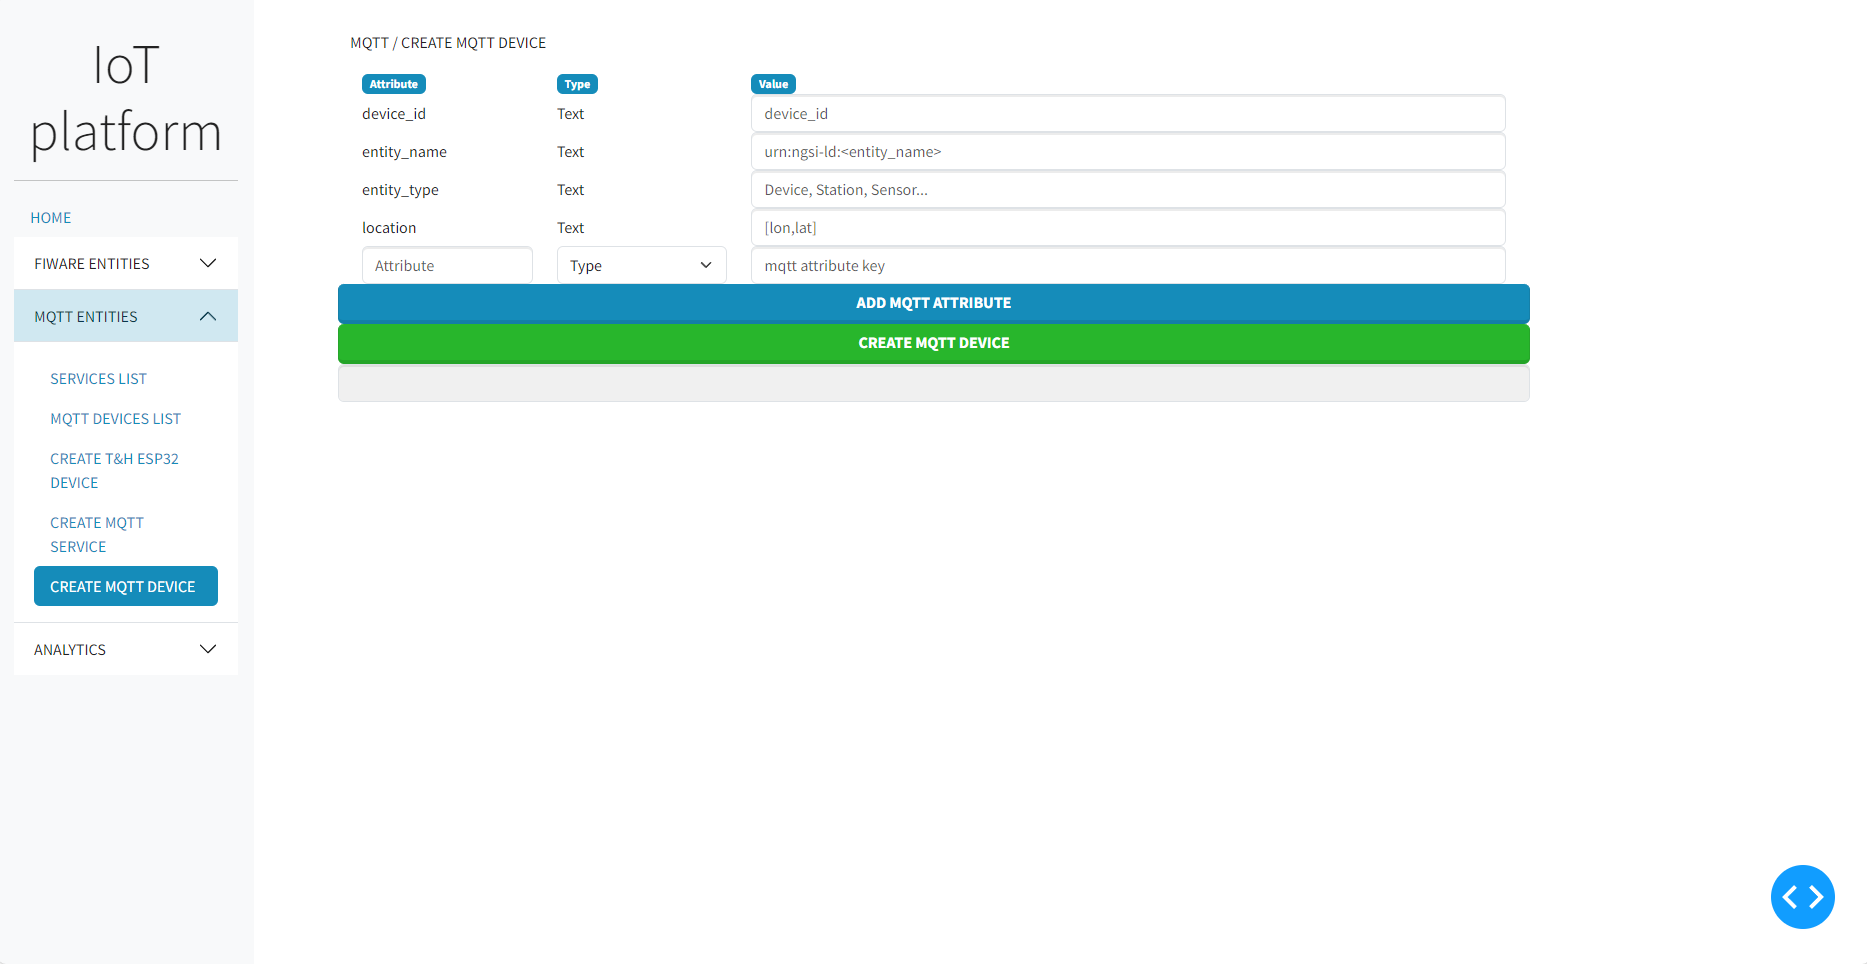 IoT
platform
HOME
FIWARE ENTITIES
MQTT ENTITIES
SERVICES LIST
MQTT DEVICES LIST
CREATE T&H ESP32
DEVICE
CREATE MQTT
SERVICE
CREATE MQTT DEVICE
ANALYTICS
MQTT / CREATE MQTT DEVICE
Attribute Type Value
device_id Text device_id
entity_name Text urn:ngsi-ld:<entity_name>
entity_type Text Device, Station, Sensor...
location Text [lon,lat]
Attribute Type mqtt attribute key
ADD MQTT ATTRIBUTE
CREATE MQTT DEVICE